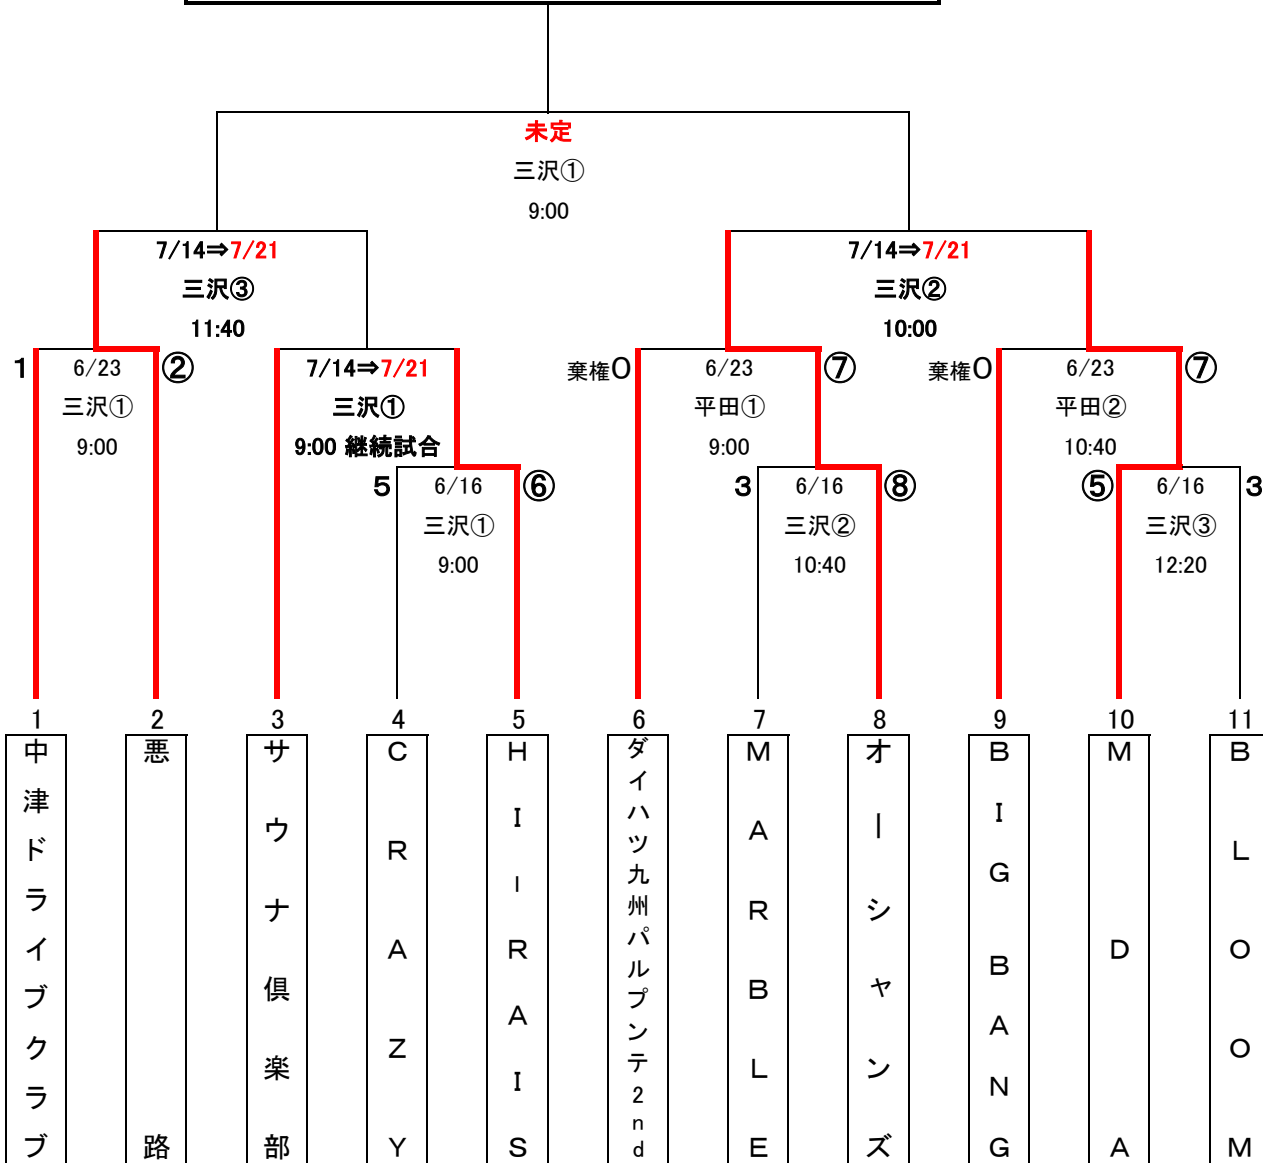 未定
三沢①
9:00
7/14⇒7/21
三沢③
11:40
7/14⇒7/21
三沢②
10:00
1
6/23
②
三沢①
9:00
7/14⇒7/21
三沢①
9:00 継続試合
棄権0
6/23
⑦
平田①
9:00
棄権0
6/23
⑦
平田②
10:40
5
6/16
⑥
三沢①
9:00
3
6/16
⑧
三沢②
10:40
⑤
6/16
3
三沢③
12:20
1
2
3
4
5
6
7
8
9
10
11
中津ドライブクラブ
悪路
サウナ倶楽部
CRAZY
HI-RAIS
ダイハツ九州パルプンテ2nd
MARBLE
オーシャンズ
BIG BANG
MDA
BLOOM